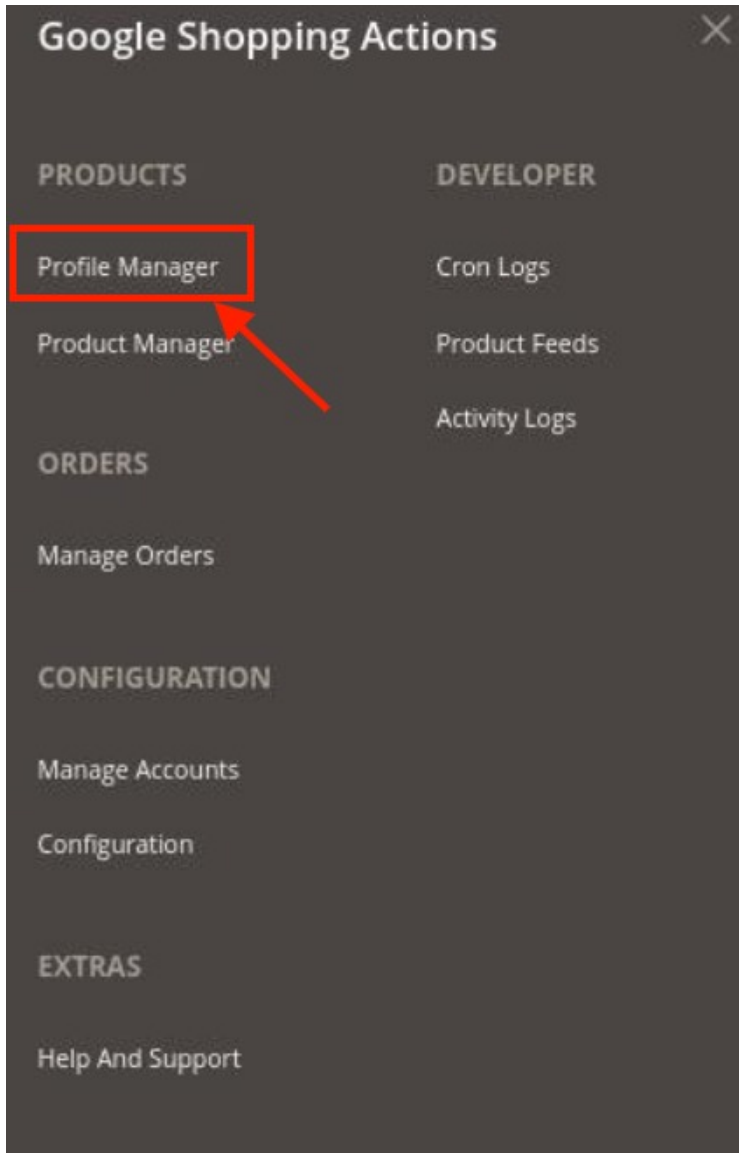 Google Shopping Actions
PRODUCTS
Profile Manager
Product Manager
ORDERS
Manage Orders
CONFIGURATION
Manage Accounts
Configuration
EXTRAS
Help And Support
DEVELOPER
Cron Logs
Product Feeds
Activity Logs